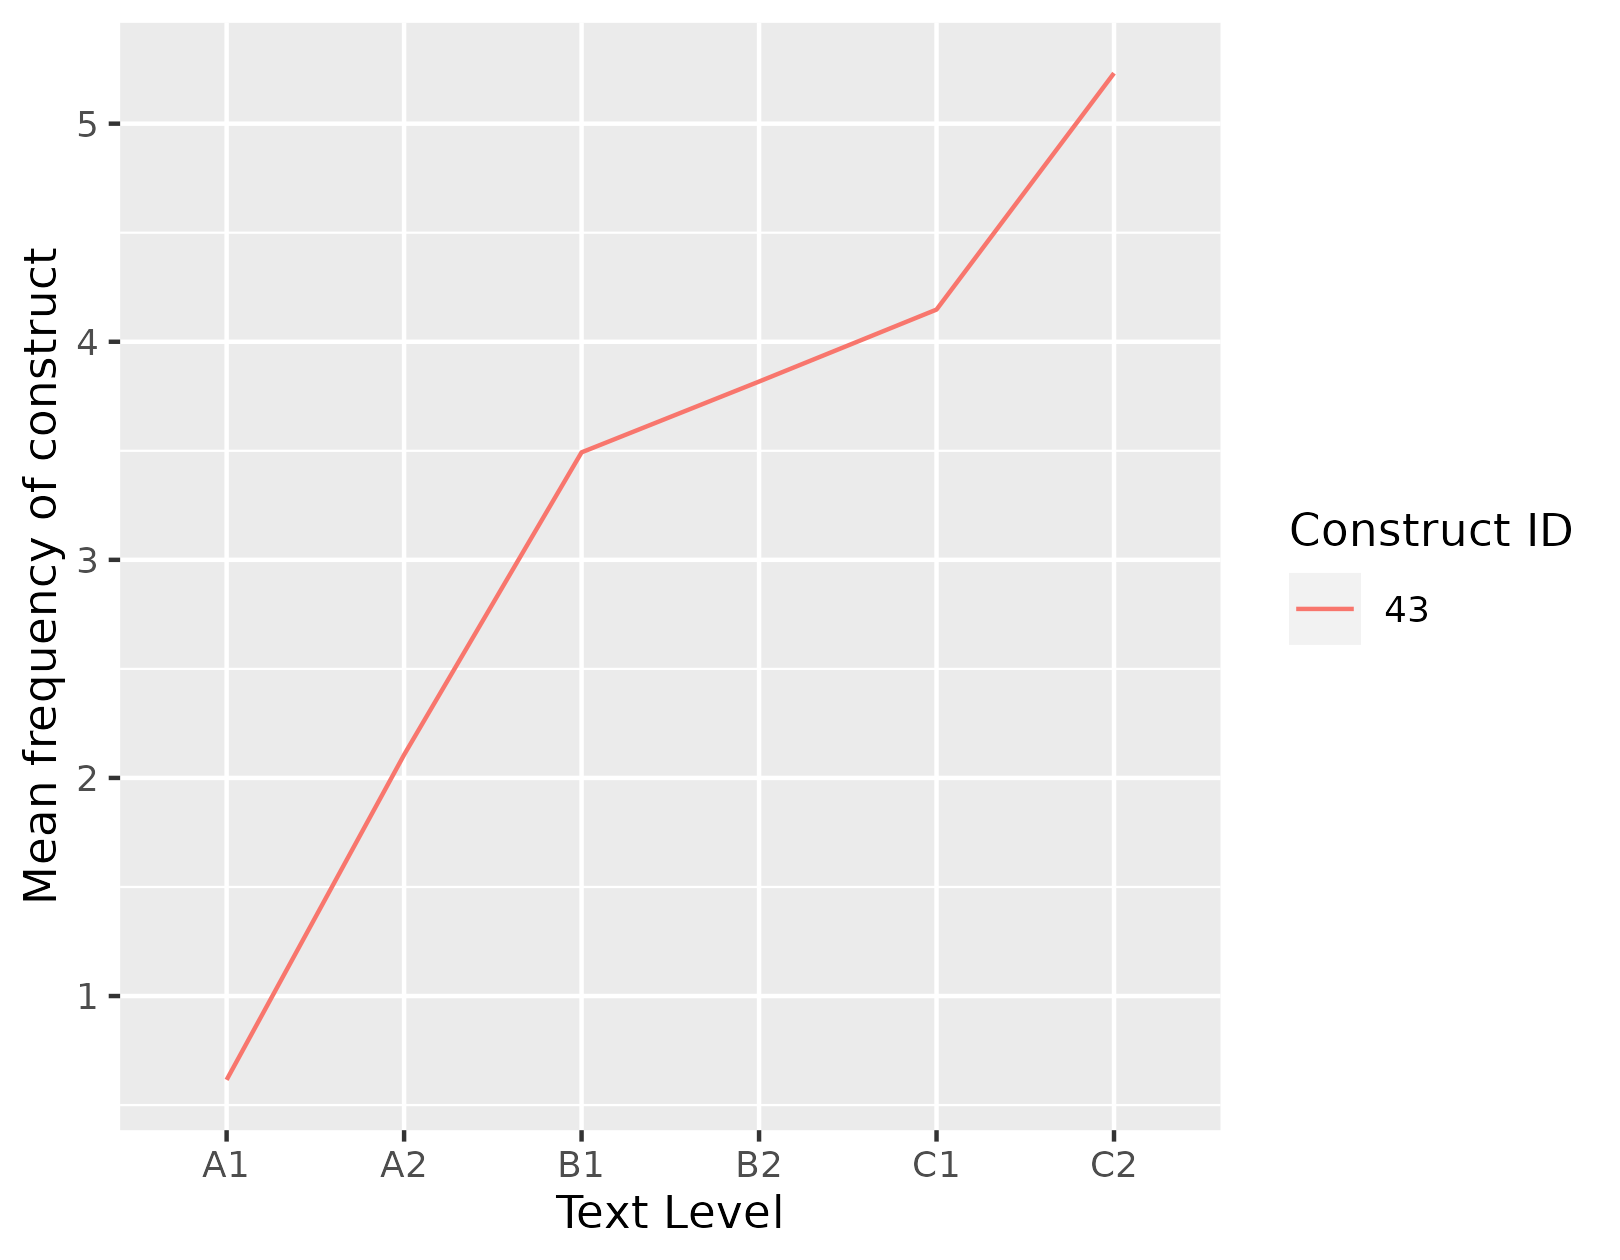 Mean frequency of construct
5
4
3
2
1
A1 A2 B1 B2 C1 C2
Text Level
Construct ID
43